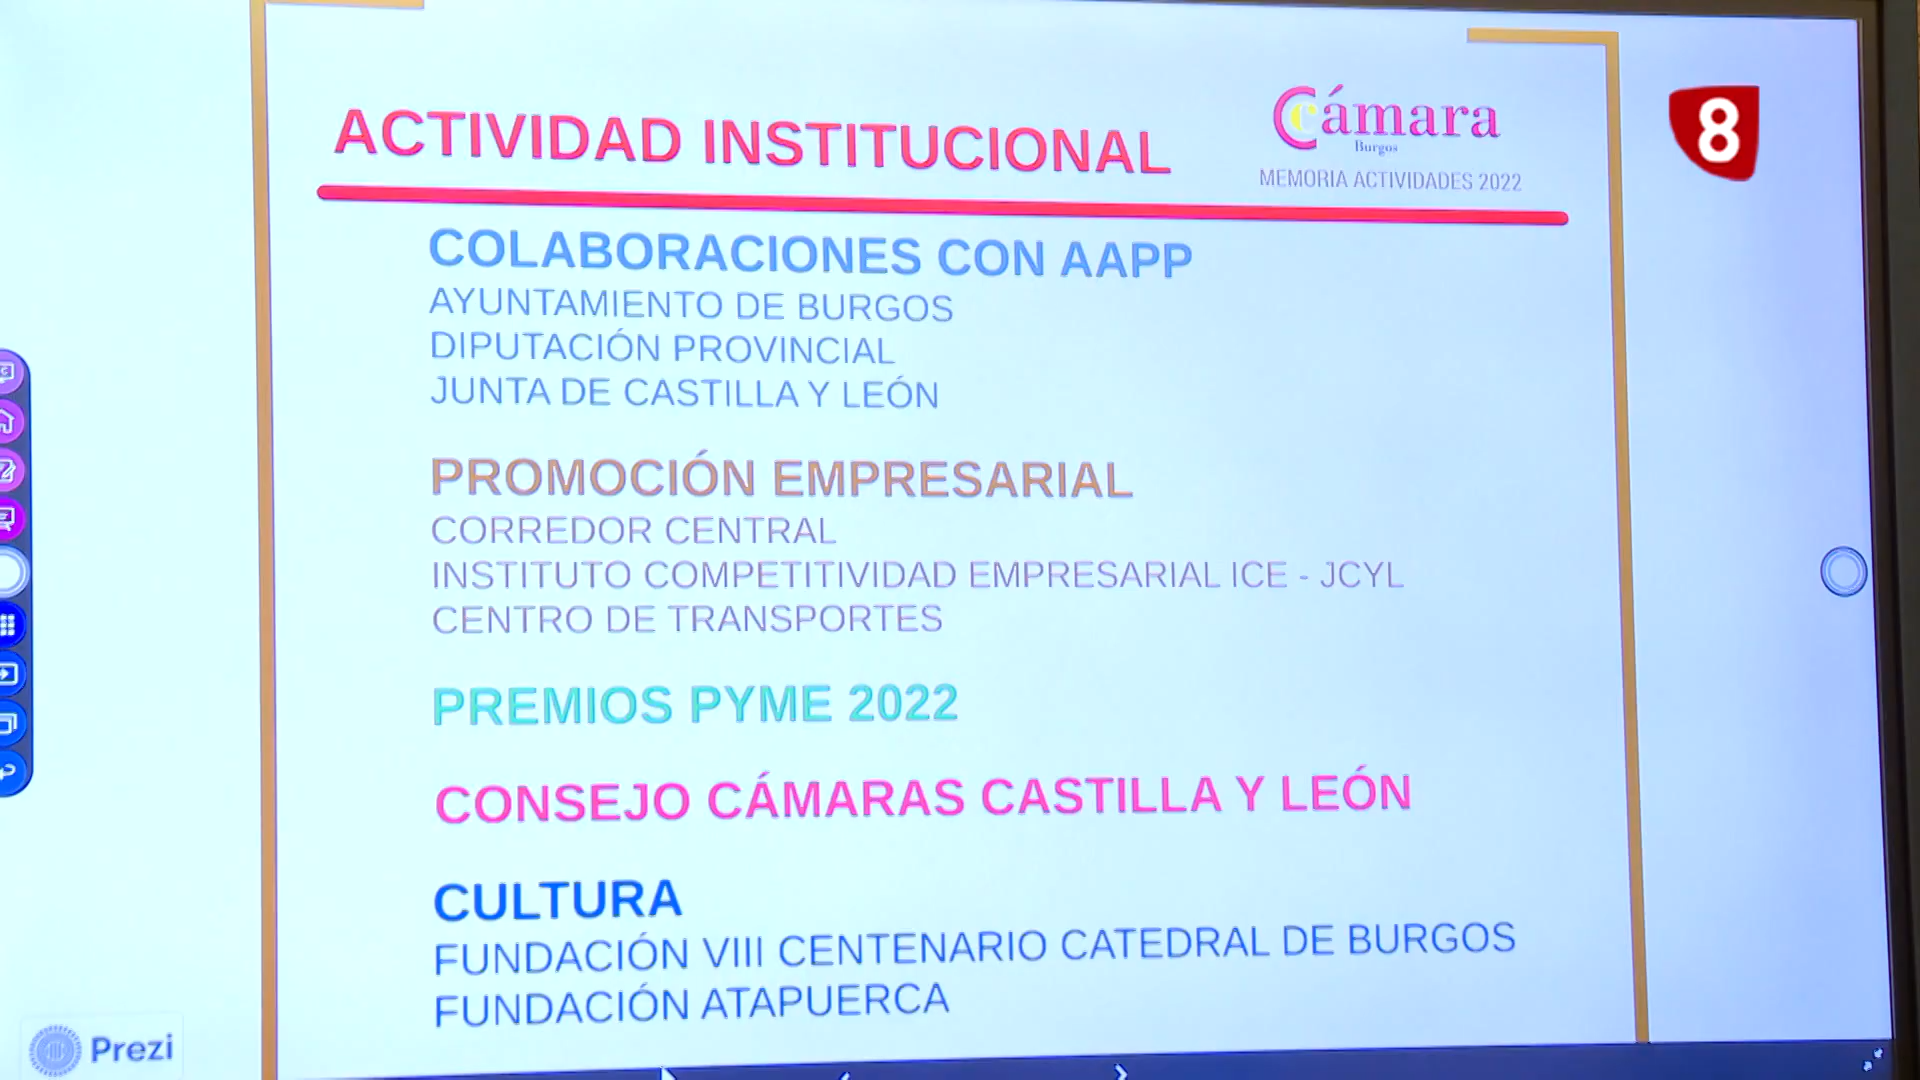 ACTIVIDAD INSTITUCIONAL
Cámara
Burgos
MEMORIA ACTIVIDADES 2022
8
COLABORACIONES CON AAPP
AYUNTAMIENTO DE BURGOS
DIPUTACIÓN PROVINCIAL
JUNTA DE CASTILLA Y LEÓN
PROMOCIÓN EMPRESARIAL
CORREDOR CENTRAL
INSTITUTO COMPETITIVIDAD EMPRESARIAL ICE - JCYL
CENTRO DE TRANSPORTES
PREMIOS PYME 2022
CONSEJO CÁMARAS CASTILLA Y LEÓN
CULTURA
FUNDACIÓN VIII CENTENARIO CATEDRAL DE BURGOS
FUNDACIÓN ATAPUERCA
Prezi